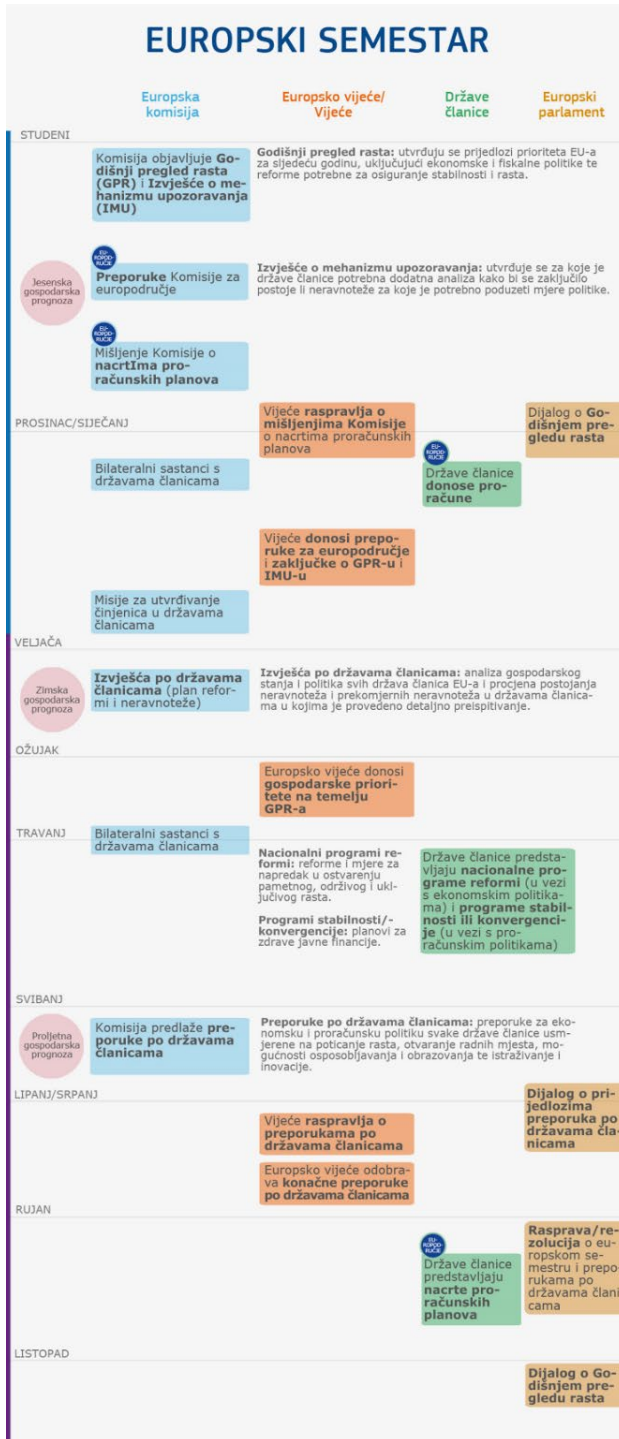 EUROPSKI SEMESTAR
Europska
komisija
Europsko vijeće/
Vijeće
Države
članice
Europski
parlament
STUDENI
Komisija objavljuje Go-
dišnji pregled rasta
(GPR) i Izvješće o me-
hanizmu upozoravanja
(IMU)
Godišnji pregled rasta: utvrđuju se prijedlozi prioriteta EU-a
za sljedeću godinu, uključujući ekonomske i fiskalne politike te
reforme potrebne za osiguranje stabilnosti i rasta.
Jesenska
gospodarska
prognoza
EU-
ROPOD-
RUČJE
Preporuke Komisije za
europodručje
Izvješće o mehanizmu upozoravanja: utvrđuje se za koje je
države članice potrebna dodatna analiza kako bi se zaključilo
postoje li neravnoteže za koje je potrebno poduzeti mjere politike.
EU-
ROPOD-
RUČJE
Mišljenje Komisije o
nacrtIma pro-
računskih planova
PROSINAC/SIJEČANJ
Vijeće raspravlja o
mišljenjima Komisije
o nacrtima proračunskih
planova
Dijalog o Go-
dišnjem pre-
gledu rasta
Bilateralni sastanci s
državama članicama
EU-
ROPOD-
RUČJE
Države članice
donose pro-
račune
Vijeće donosi prepo-
ruke za europodručje
i zaključke o GPR-u i
IMU-u
Misije za utvrđivanje
činjenica u državama
članicama
VELJAČA
Zimska
gospodarska
prognoza
Izvješća po državama
članicama (plan refor-
mi i neravnoteže)
Izvješća po državama članicama: analiza gospodarskog
stanja i politika svih država članica EU-a i procjena postojanja
neravnoteža i prekomjernih neravnoteža u državama članica-
ma u kojima je provedeno detaljno preispitivanje.
OŽUJAK
Europsko vijeće donosi
gospodarske priori-
tete na temelju
GPR-a
TRAVANJ
Bilateralni sastanci s
državama članicama
Nacionalni programi re-
formi: reforme i mjere za
napredak u ostvarenju
pametnog, održivog i uklj-
učivog rasta.
Programi stabilnosti/-
konvergencije: planovi za
zdrave javne financije.
Države članice predsta-
vljaju nacionalne pro-
grame reformi (u vezi
s ekonomskim politika-
ma) i programe stabil-
nosti ili konvergenci-
je (u vezi s pro-
računskim politikama)
SVIBANJ
Proljetna
gospodarska
prognoza
Komisija predlaže pre-
poruke po državama
članicama
Preporuke po državama članicama: preporuke za eko-
nomsku i proračunsku politiku svake države članice usm-
jerene na poticanje rasta, otvaranje radnih mjesta, mo-
gućnosti osposobljavanja i obrazovanja te istraživanje i
inovacije.
LIPANJ/SRPANJ
Vijeće raspravlja o
preporukama po
državama članicama
Dijalog o pri-
jedlozima
preporuka po
državama čla-
nicama
Europsko vijeće odobra-
va konačne preporuke
po državama članicama
RUJAN
EU-
ROPOD-
RUČJE
Države članice
predstavljaju
nacrte pro-
računskih
planova
Rasprava/re-
zolucija o eu-
ropskom se-
mestru i prepo-
rukama po
državama člani
cama
LISTOPAD
Dijalog o Go-
dišnjem pre-
gledu rasta